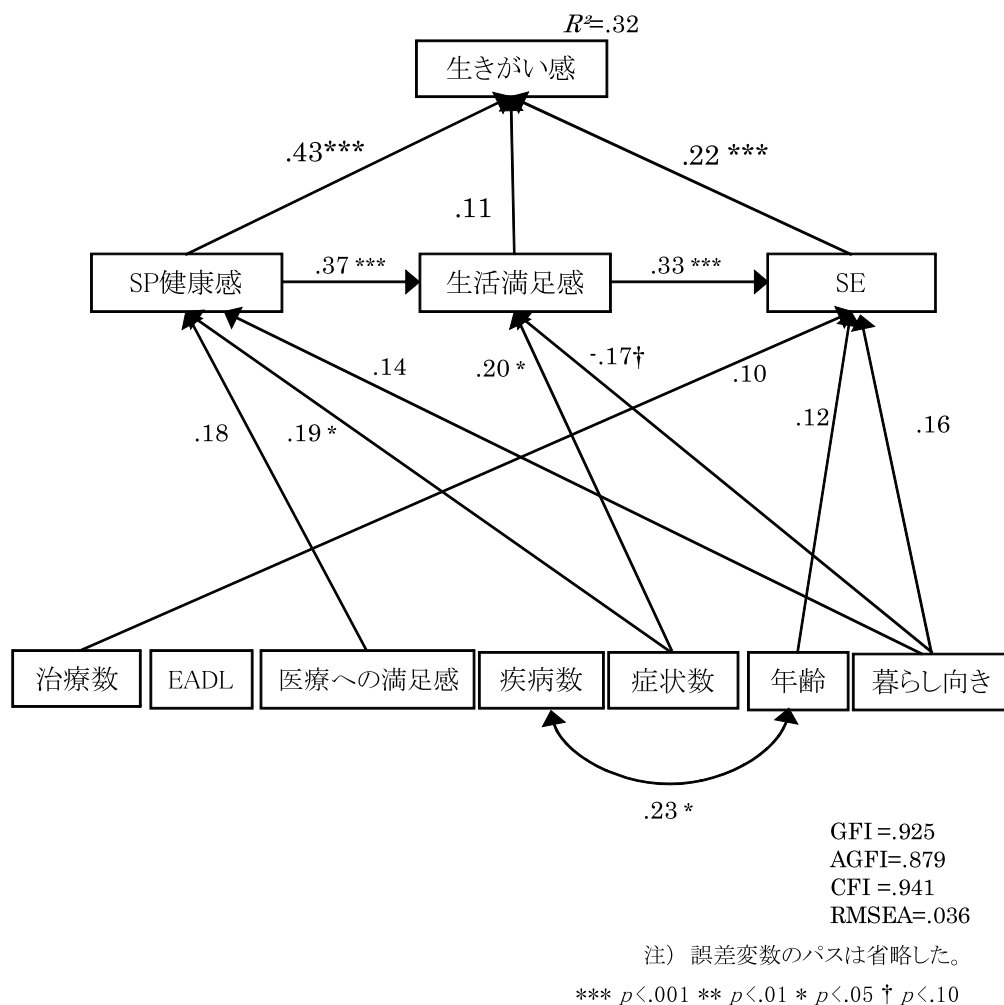 R²=.32
生きがい感
.43***
.22 ***
.11
SP健康感
.37 ***
生活満足感
.33 ***
SE
.14
.20 *
-.17†
.10
.18
.19 *
.12
.16
治療数
EADL
医療への満足感
疾病数
症状数
年齢
暮らし向き
.23 *
GFI =.925
AGFI=.879
CFI =.941
RMSEA=.036
注） 誤差変数のパスは省略した。
*** p<.001 ** p<.01 * p<.05 † p<.10